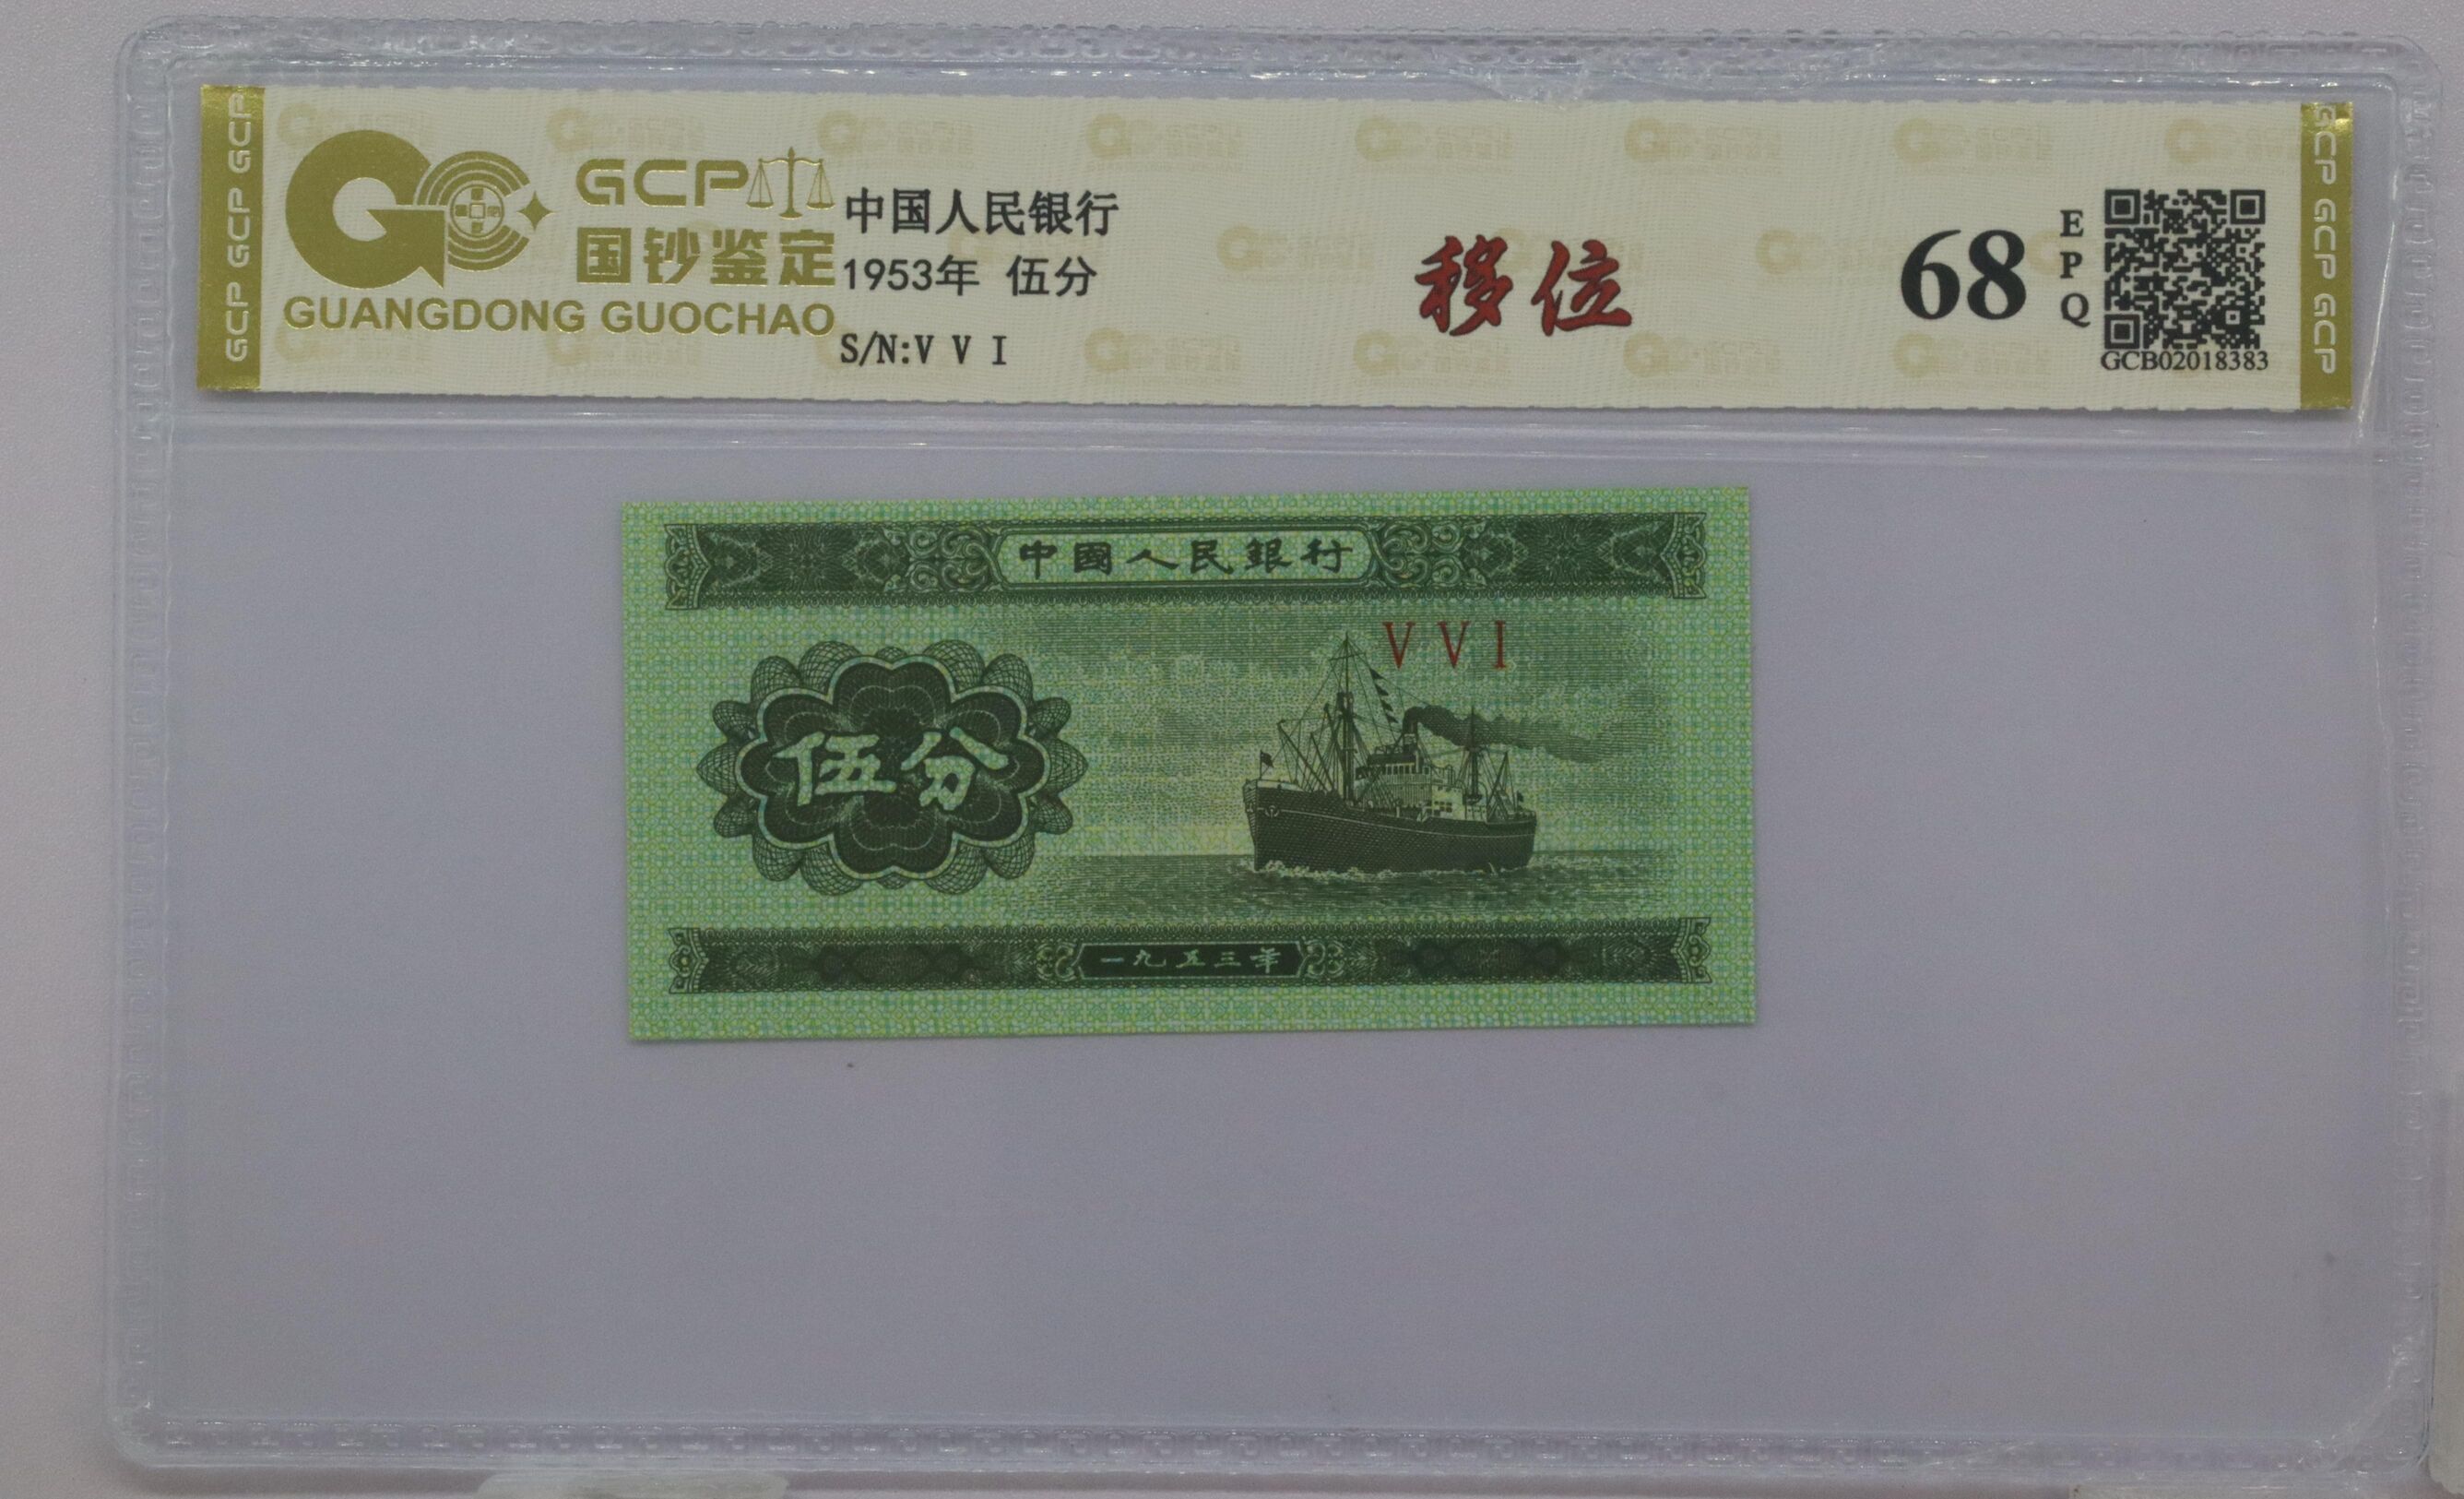 GCP GCP GCP
GCP
国钞鉴定
GUANGDONG GUOCHAO
中国人民银行
1953年 伍分
S/N:V V I
移位
68
EPQ
GCB02018383
GCP GCP GCP
中國人民銀行
V V I
伍分
一九五三年